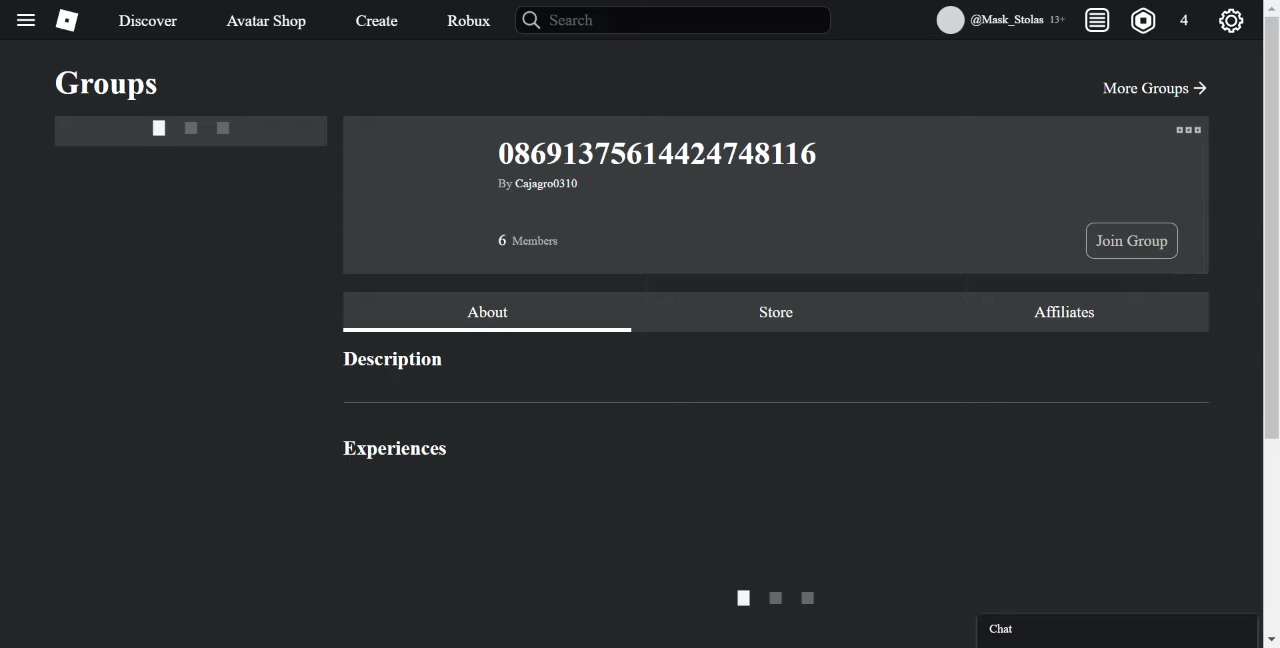 Discover Avatar Shop Create Robux Search @Mask_Stolas 13+ 4
Groups
More Groups
08691375614424748116
By Cajagro0310
6 Members
Join Group
About Store Affiliates
Description
Experiences
Chat